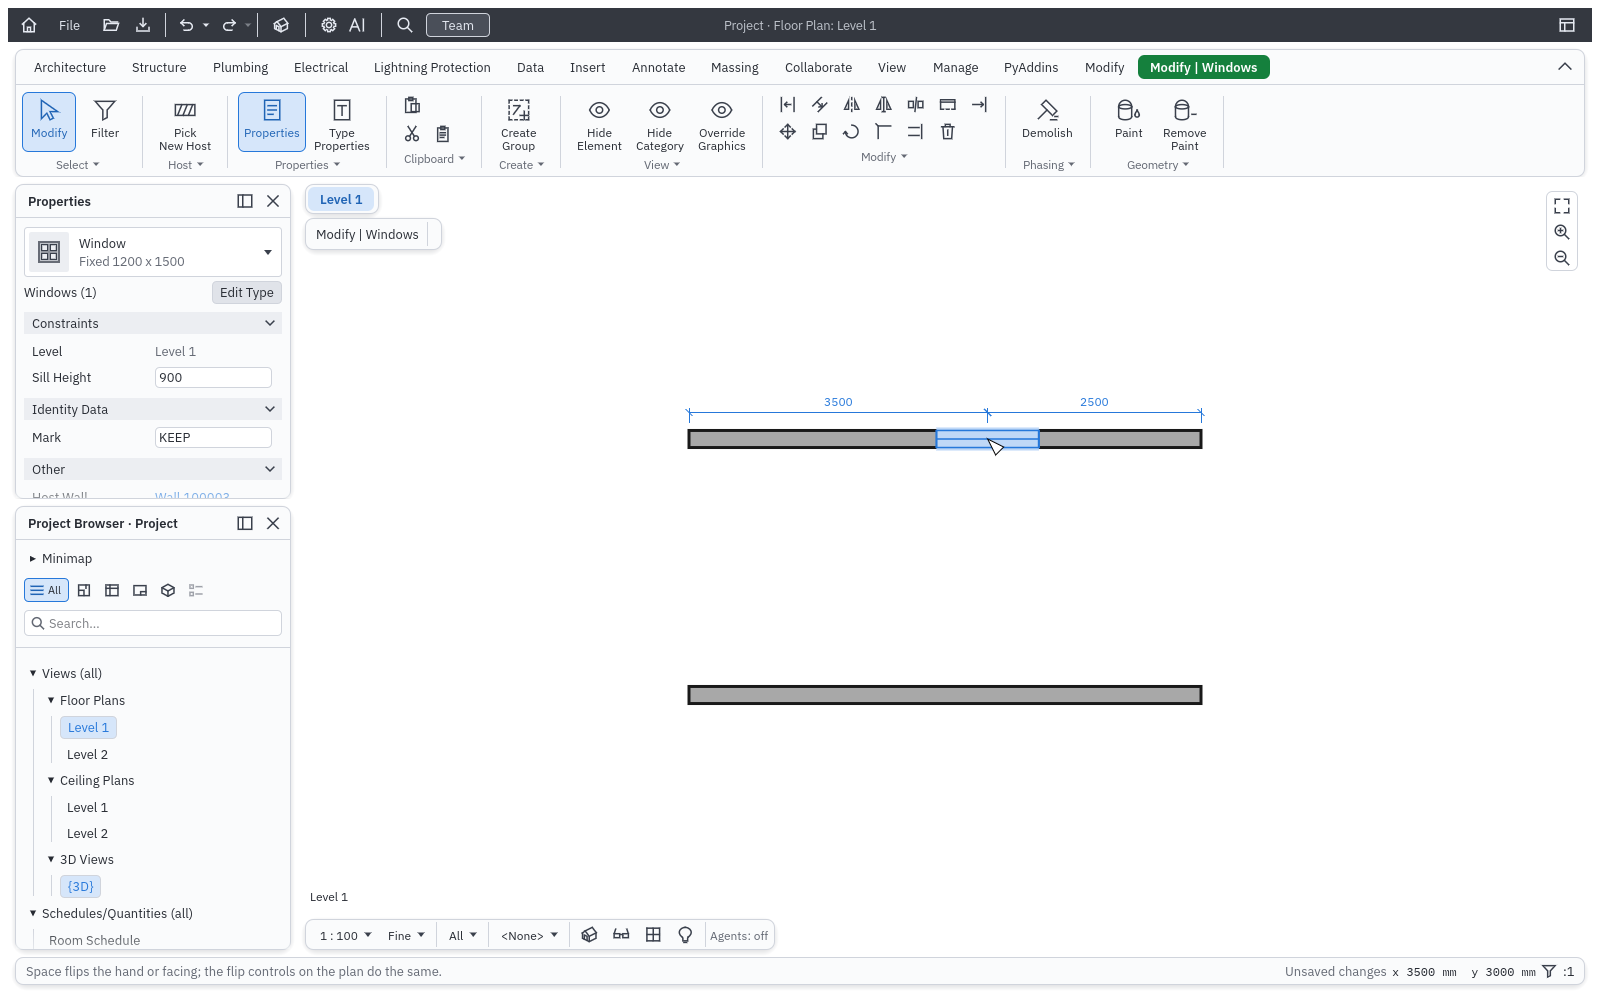 File
Team
Project · Floor Plan: Level 1
Architecture Structure Plumbing Electrical Lightning Protection Data Insert Annotate Massing Collaborate View Manage PyAddins Modify Modify | Windows
Modify
Filter
Select
Pick
New Host
Host
Properties
Type
Properties
Properties
Clipboard
Create
Group
Create
Hide
Element
Hide
Category
Override
Graphics
View
Modify
Demolish
Phasing
Paint
Remove
Paint
Geometry
Properties
Window
Fixed 1200 x 1500
Windows (1)
Edit Type
Constraints
Level Level 1
Sill Height 900
Identity Data
Mark KEEP
Other
Host Wall Wall 100003
Project Browser · Project
Minimap
All
Search...
Views (all)
Floor Plans
Level 1
Level 2
Ceiling Plans
Level 1
Level 2
3D Views
{3D}
Schedules/Quantities (all)
Room Schedule
Level 1
Modify | Windows
3500 2500
Level 1
1 : 100 Fine All <None> Agents: off
Space flips the hand or facing; the flip controls on the plan do the same.
Unsaved changes x 3500 mm y 3000 mm :1